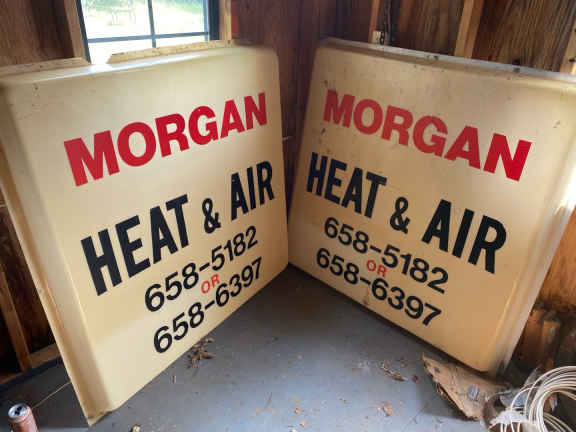 MORGAN
HEAT & AIR
658-5182
OR
658-6397
MORGAN
HEAT & AIR
658-5182
OR
658-6397